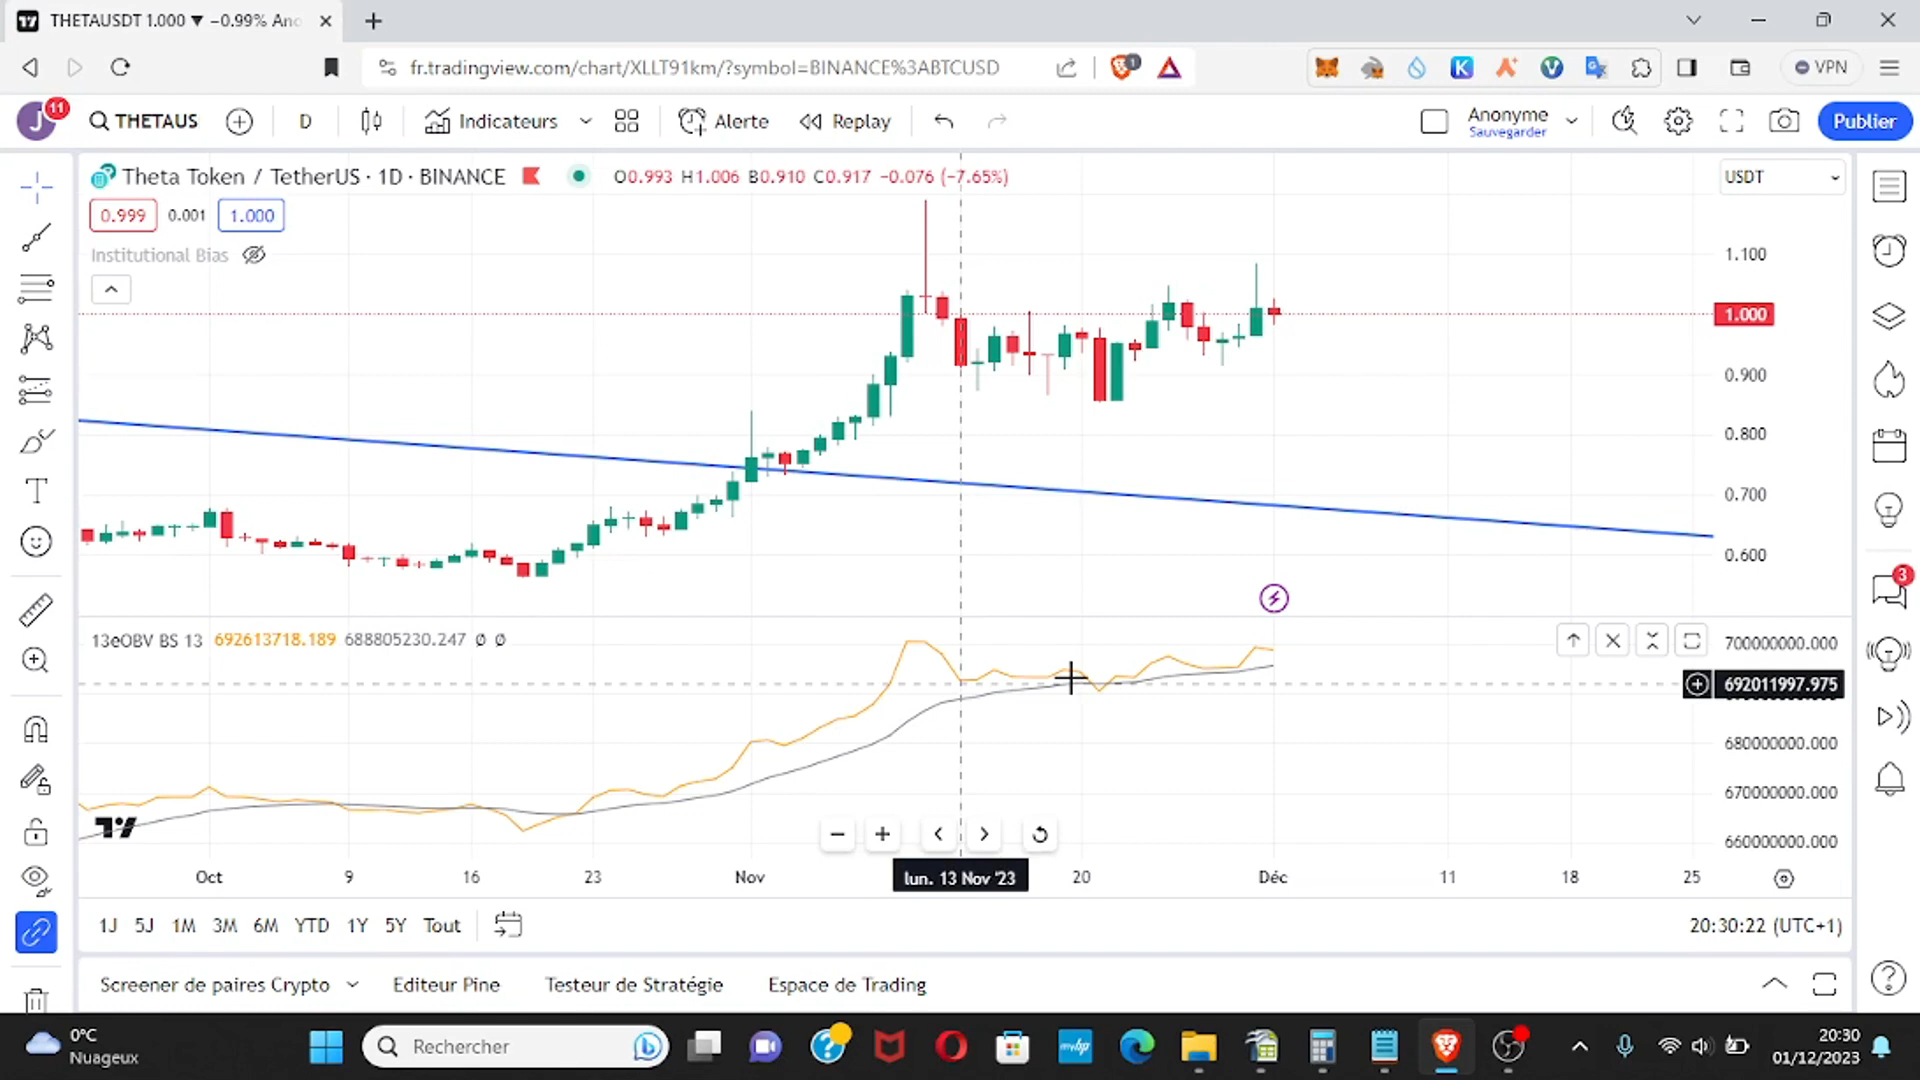 THETAUSDT 1.000 ▼ −0.99% Ano
fr.tradingview.com/chart/XLLT91km/?symbol=BINANCE%3ABTCUSD
1
VPN
J
11
THETAUS
D
Indicateurs
Alerte
Replay
Anonyme
Sauvegarder
Publier
Theta Token / TetherUS · 1D · BINANCE
O0.993 H1.006 B0.910 C0.917 −0.076 (−7.65%)
USDT
0.999
0.001
1.000
Institutional Bias
1.100
1.000
0.900
0.800
0.700
0.600
3
13eOBV BS 13 692613718.189 688805230.247 ∅ ∅
700000000.000
692011997.975
680000000.000
670000000.000
660000000.000
Oct
9
16
23
Nov
lun. 13 Nov '23
20
Déc
11
18
25
1J
5J
1M
3M
6M
YTD
1Y
5Y
Tout
20:30:22 (UTC+1)
Screener de paires Crypto
Editeur Pine
Testeur de Stratégie
Espace de Trading
0°C
Nuageux
Rechercher
myhp
20:30
01/12/2023